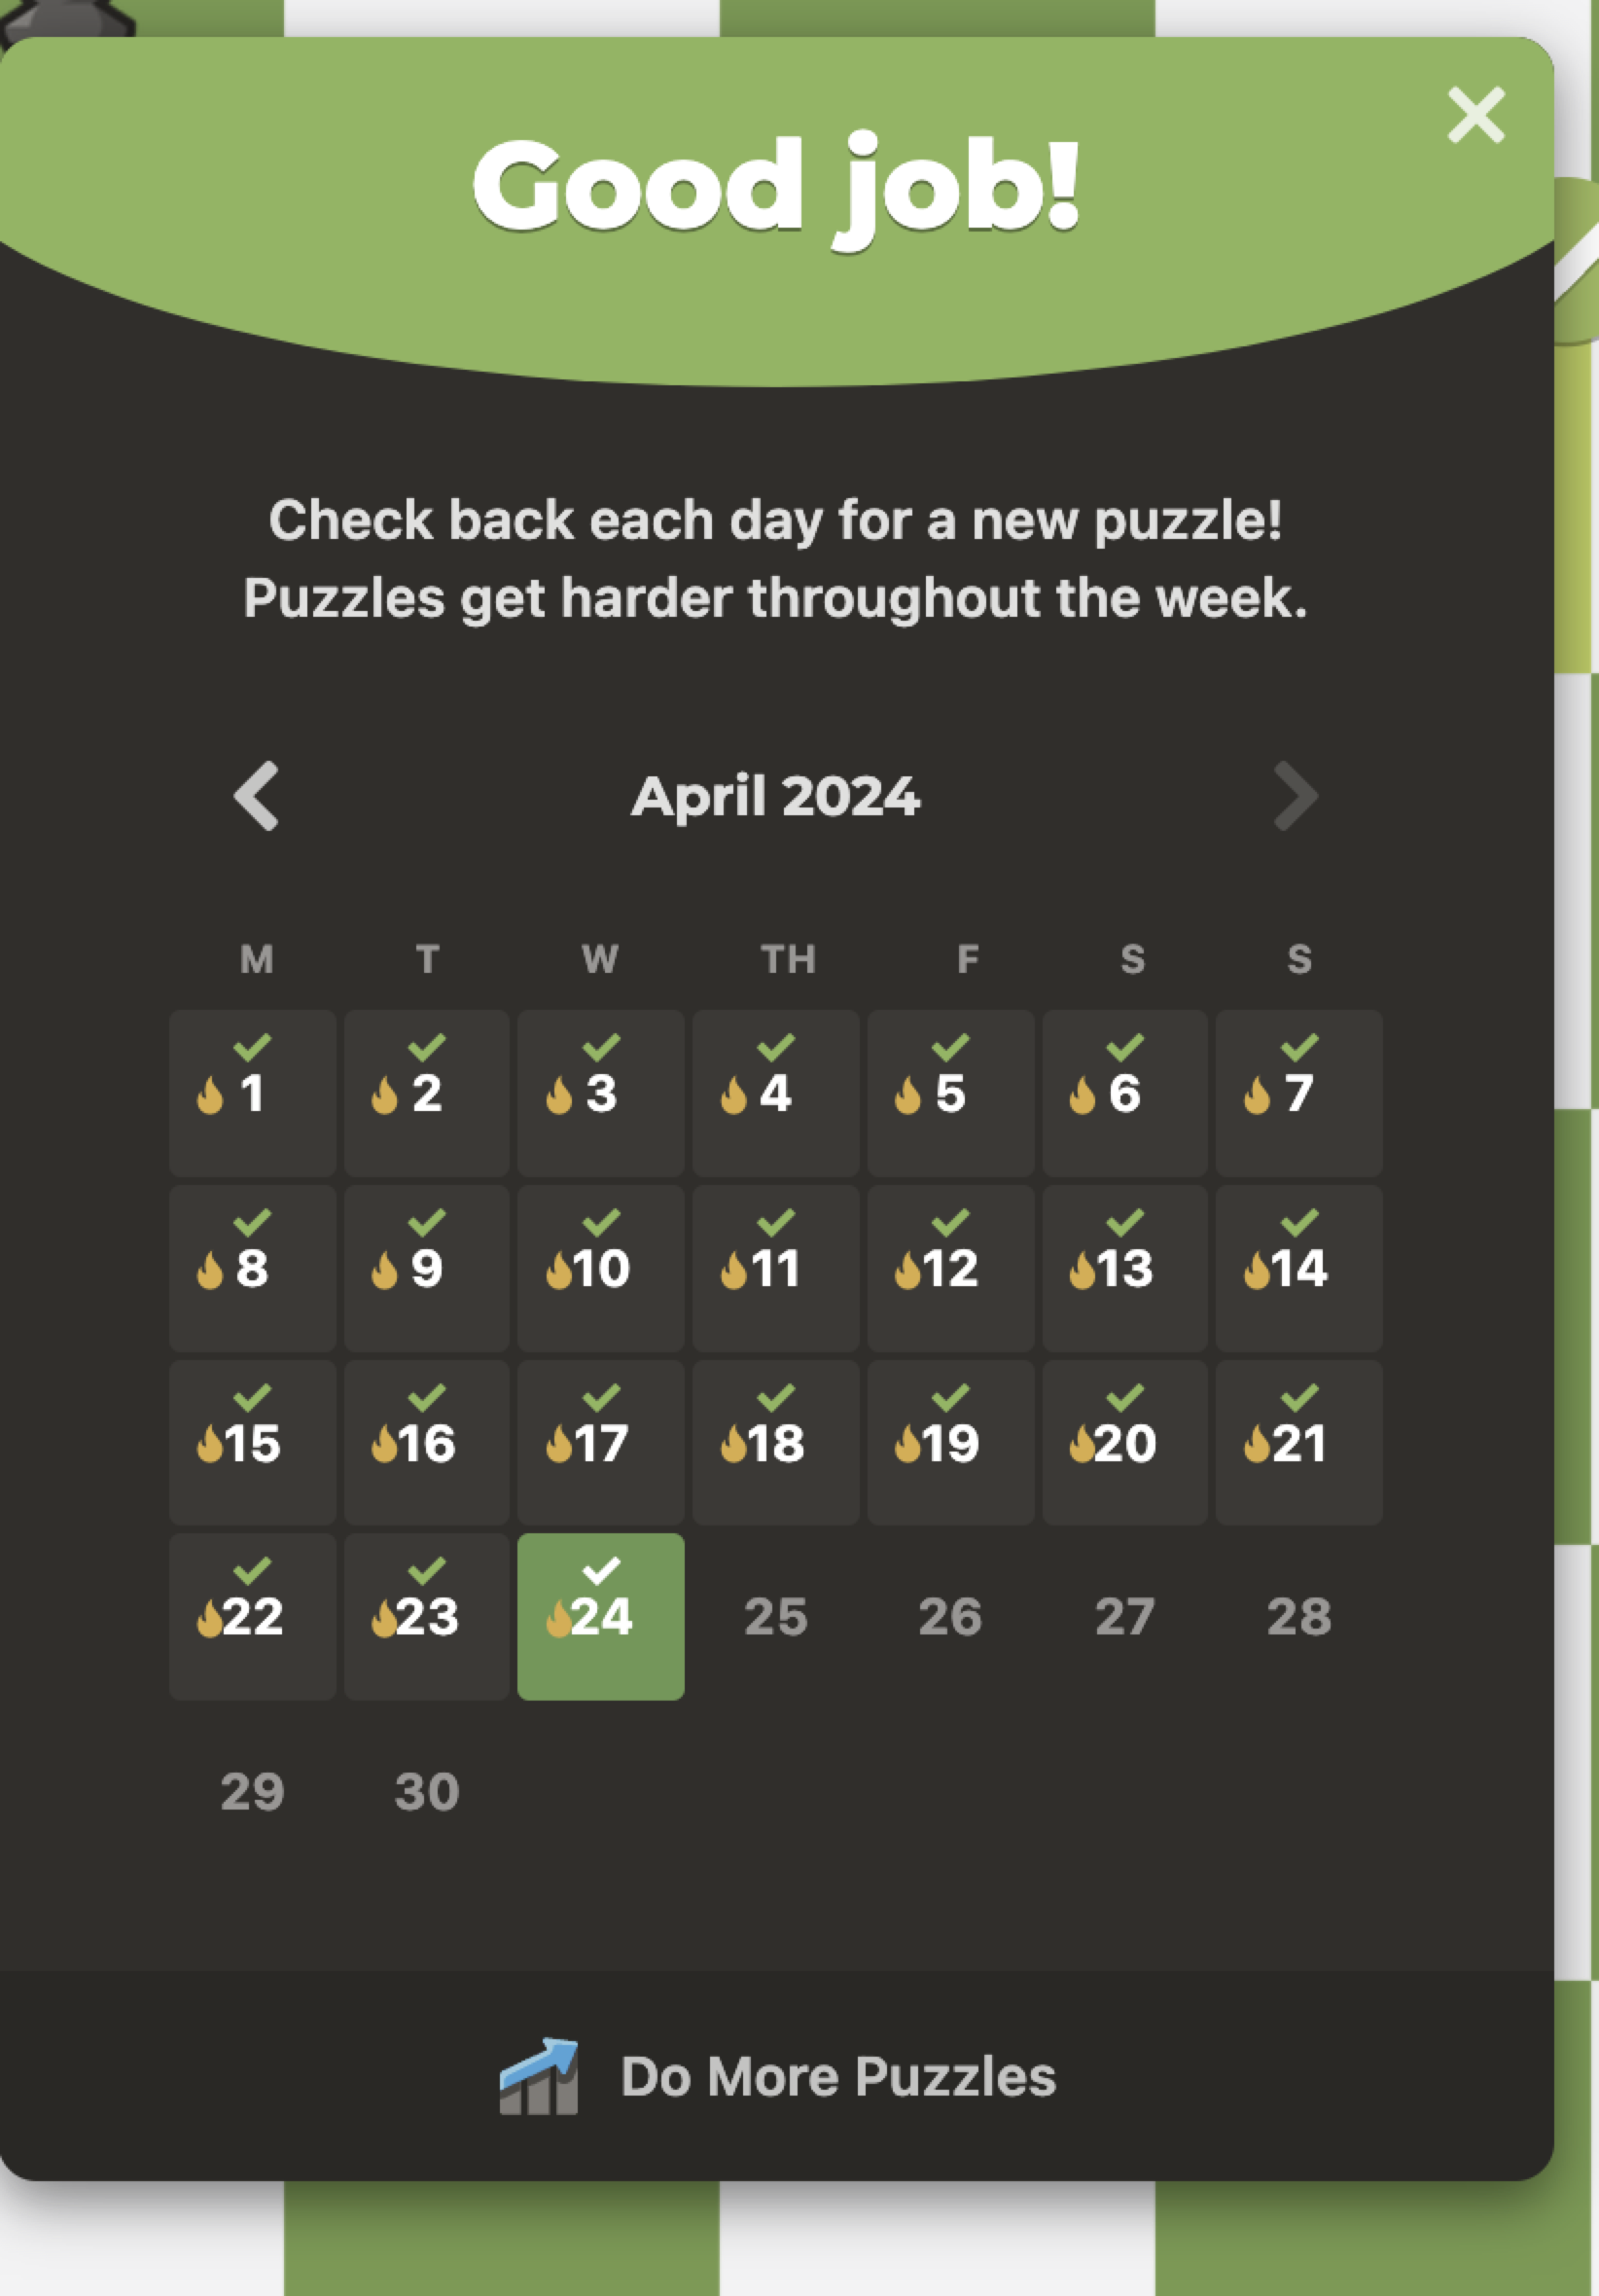 Good job!
Check back each day for a new puzzle!
Puzzles get harder throughout the week.
April 2024
M T W TH F S S
1 2 3 4 5 6 7
8 9 10 11 12 13 14
15 16 17 18 19 20 21
22 23 24 25 26 27 28
29 30
Do More Puzzles